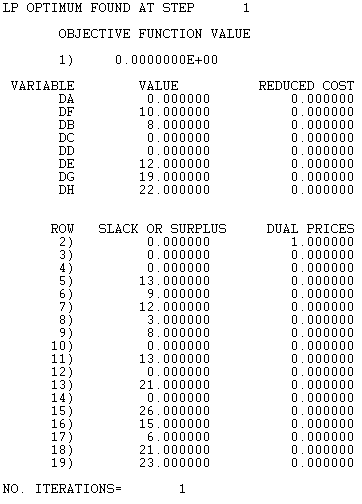 LP OPTIMUM FOUND AT STEP 1
OBJECTIVE FUNCTION VALUE
1) 0.0000000E+00
VARIABLE VALUE REDUCED COST
DA 0.000000 0.000000
DF 10.000000 0.000000
DB 8.000000 0.000000
DC 0.000000 0.000000
DD 0.000000 0.000000
DE 12.000000 0.000000
DG 19.000000 0.000000
DH 22.000000 0.000000
ROW SLACK OR SURPLUS DUAL PRICES
2) 0.000000 1.000000
3) 0.000000 0.000000
4) 0.000000 0.000000
5) 13.000000 0.000000
6) 9.000000 0.000000
7) 12.000000 0.000000
8) 3.000000 0.000000
9) 8.000000 0.000000
10) 0.000000 0.000000
11) 13.000000 0.000000
12) 0.000000 0.000000
13) 21.000000 0.000000
14) 0.000000 0.000000
15) 26.000000 0.000000
16) 15.000000 0.000000
17) 6.000000 0.000000
18) 21.000000 0.000000
19) 23.000000 0.000000
NO. ITERATIONS= 1